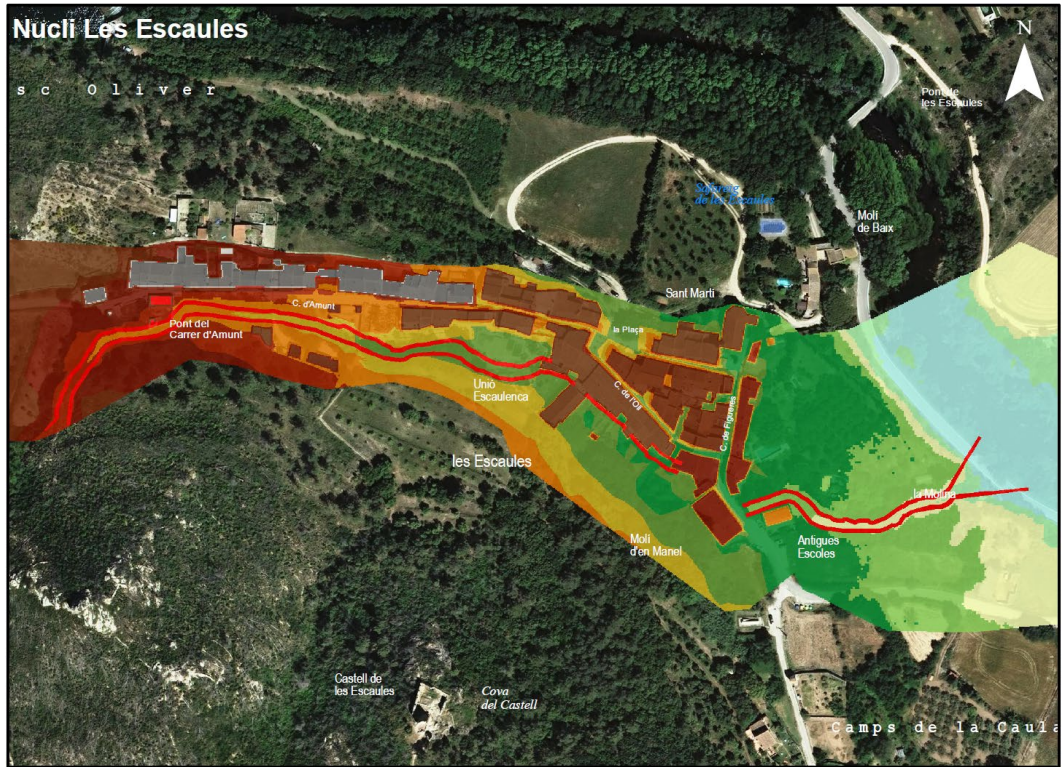 Nucli Les Escaules
N
sc Oliver
Pont de
les Escaules
Safareig
de les Escaules
Molí
de Baix
Sant Martí
C. d'Amunt
Pont del
Carrer d'Amunt
la Plaça
Unió
Escaulenca
C. de l'Oli
C. de Figueres
les Escaules
la Molina
Molí
d'en Manel
Antigues
Escoles
Castell de
les Escaules
Cova
del Castell
Camps de la Caula